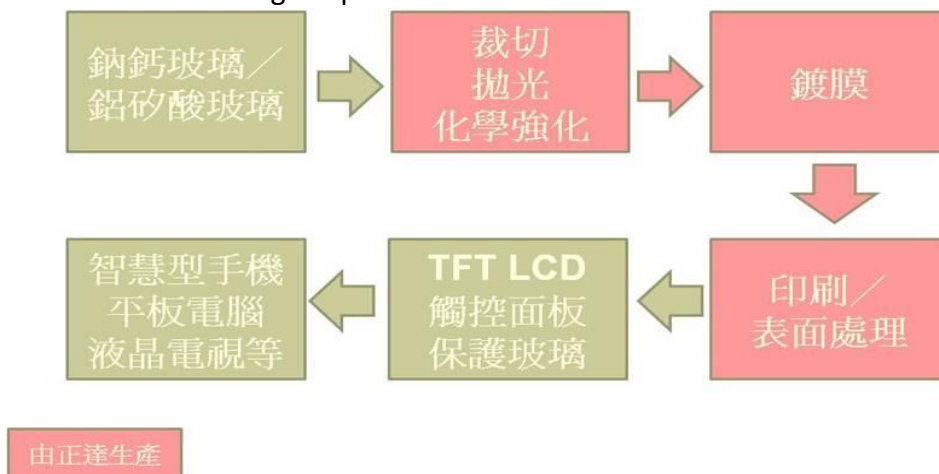 鈉鈣玻璃／
鋁矽酸玻璃
裁切
拋光
化學強化
鍍膜
印刷／
表面處理
TFT LCD
觸控面板
保護玻璃
智慧型手機
平板電腦
液晶電視等
由正達生產